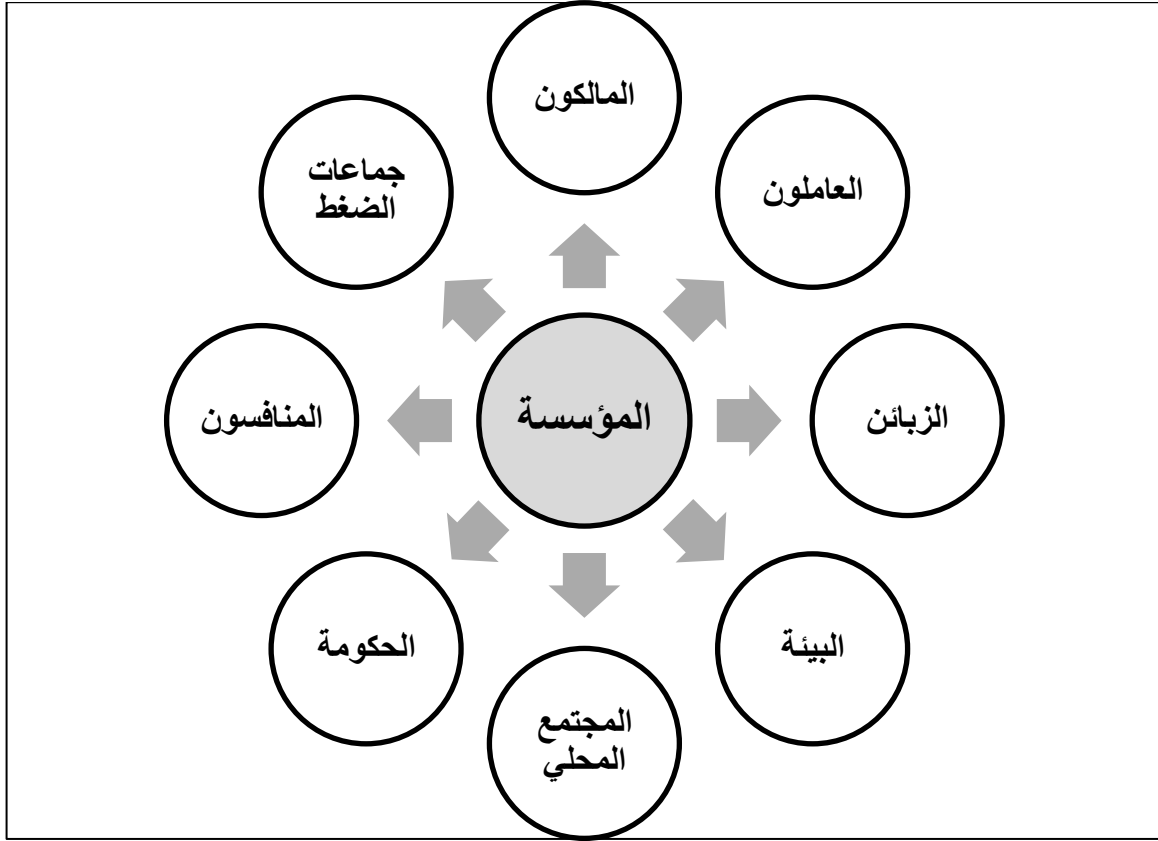 المالكون
العاملون
جماعات
الضغط
الزبائن
المؤسسة
المنافسون
البيئة
الحكومة
المجتمع
المحلي